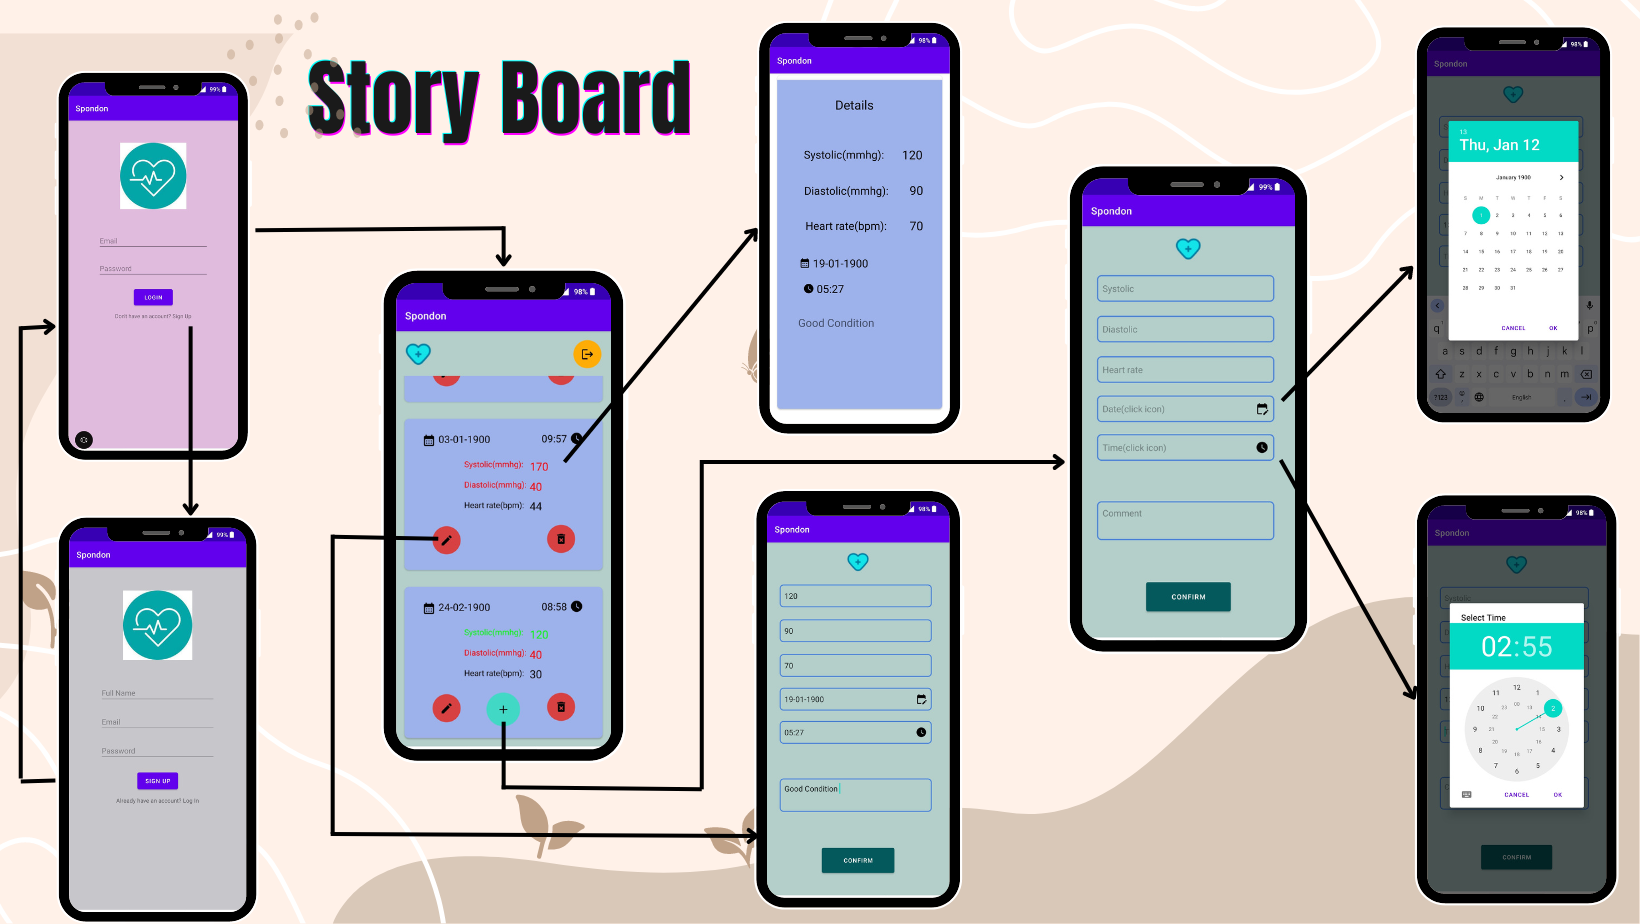 Story Board
99%
Spondon
Email
Password
LOGIN
Don't have an account? Sign Up
99%
Spondon
Full Name
Email
Password
SIGN UP
Already have an account? Log In
98%
Spondon
03-01-1900 09:57
Systolic(mmhg): 170
Diastolic(mmhg): 40
Heart rate(bpm): 44
24-02-1900 08:58
Systolic(mmhg): 120
Diastolic(mmhg): 40
Heart rate(bpm): 30
98%
Spondon
Details
Systolic(mmhg): 120
Diastolic(mmhg): 90
Heart rate(bpm): 70
19-01-1900
05:27
Good Condition
98%
Spondon
120
90
70
19-01-1900
05:27
Good Condition
CONFIRM
99%
Spondon
Systolic
Diastolic
Heart rate
Date(click icon)
Time(click icon)
Comment
CONFIRM
98%
Spondon
13
Thu, Jan 12
January 1900
S M T W T F S
1 2 3 4 5 6
7 8 9 10 11 12 13
14 15 16 17 18 19 20
21 22 23 24 25 26 27
28 29 30 31
CANCEL OK
q p
a s d f g h j k l
z x c v b n m
?123 English .
98%
Spondon
Systolic
Select Time
02:55
12 1 2 3 4 5 6 7 8 9 10 11
00 13 14 15 16 17 18 19 20 21 22 23
CANCEL OK
CONFIRM